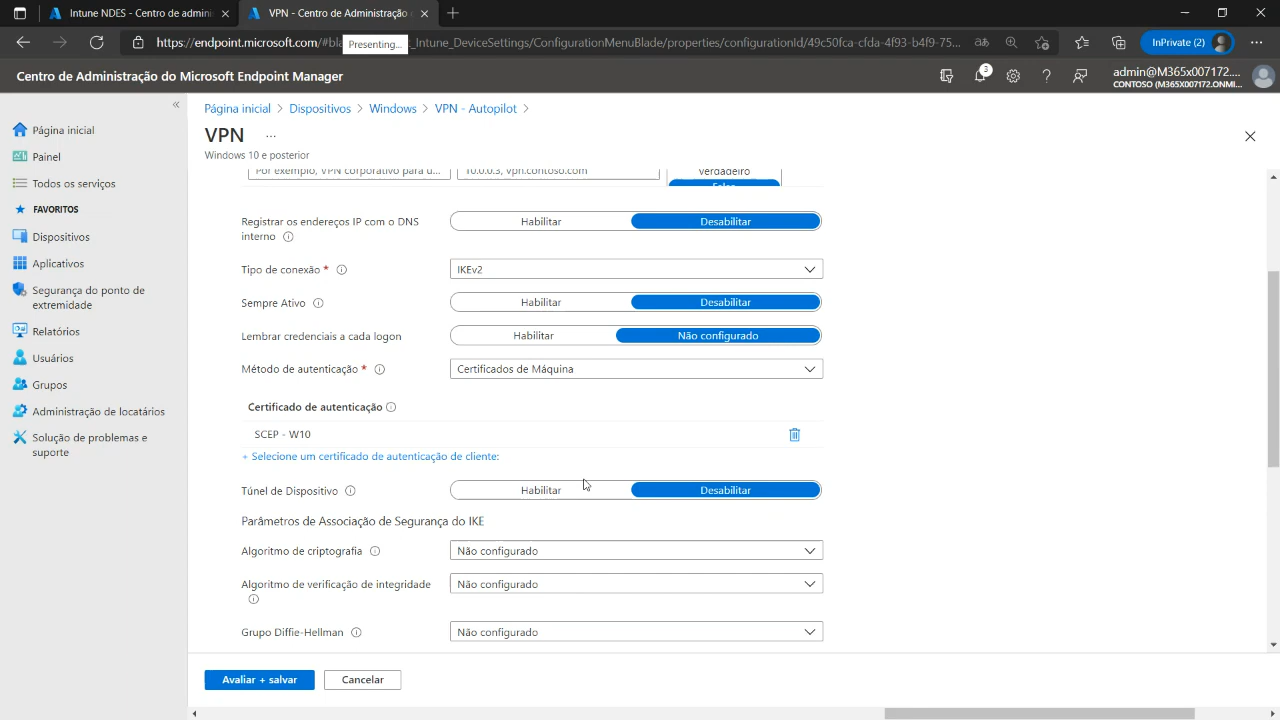 Intune NDES - Centro de admini
VPN - Centro de Administração
https://endpoint.microsoft.com/#bla
Presenting...
_Intune_DeviceSettings/ConfigurationMenuBlade/properties/configurationId/49c50fca-cfda-4f93-b4f9-75...
InPrivate (2)
Centro de Administração do Microsoft Endpoint Manager
3
admin@M365x007172....
CONTOSO (M365X007172.ONMI...
Página inicial > Dispositivos > Windows > VPN - Autopilot >
VPN ...
Windows 10 e posterior
Página inicial
Painel
Todos os serviços
FAVORITOS
Dispositivos
Aplicativos
Segurança do ponto de
extremidade
Relatórios
Usuários
Grupos
Administração de locatários
Solução de problemas e
suporte
Por exemplo, VPN corporativo para u...
10.0.0.3, vpn.contoso.com
Verdadeiro
Falso
Registrar os endereços IP com o DNS
interno
Habilitar
Desabilitar
Tipo de conexão *
IKEv2
Sempre Ativo
Habilitar
Desabilitar
Lembrar credenciais a cada logon
Habilitar
Não configurado
Método de autenticação *
Certificados de Máquina
Certificado de autenticação
SCEP - W10
+ Selecione um certificado de autenticação de cliente:
Túnel de Dispositivo
Habilitar
Desabilitar
Parâmetros de Associação de Segurança do IKE
Algoritmo de criptografia
Não configurado
Algoritmo de verificação de integridade
Não configurado
Grupo Diffie-Hellman
Não configurado
Avaliar + salvar
Cancelar